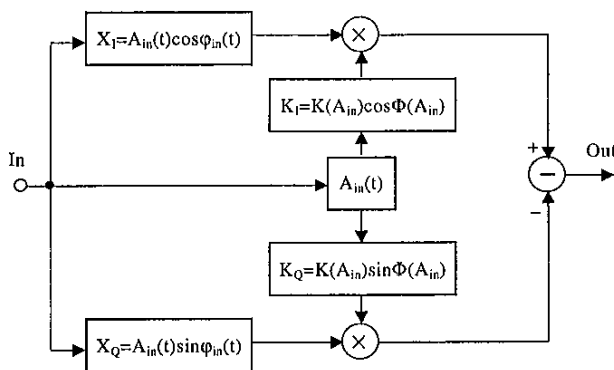 X_I=A_in(t)cosφ_in(t)
×
K_I=K(A_in)cosΦ(A_in)
In
+
Out
A_in(t)
−
−
K_Q=K(A_in)sinΦ(A_in)
X_Q=A_in(t)sinφ_in(t)
×